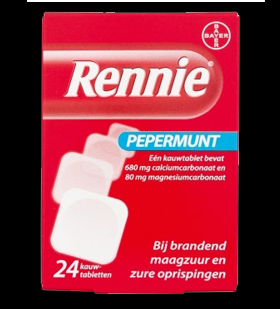 BAYER
BAYER
Rennie®
PEPERMUNT
Eén kauwtablet bevat
680 mg calciumcarbonaat en
80 mg magnesiumcarbonaat
Bij brandend
maagzuur en
zure oprispingen
24 kauw-
tabletten